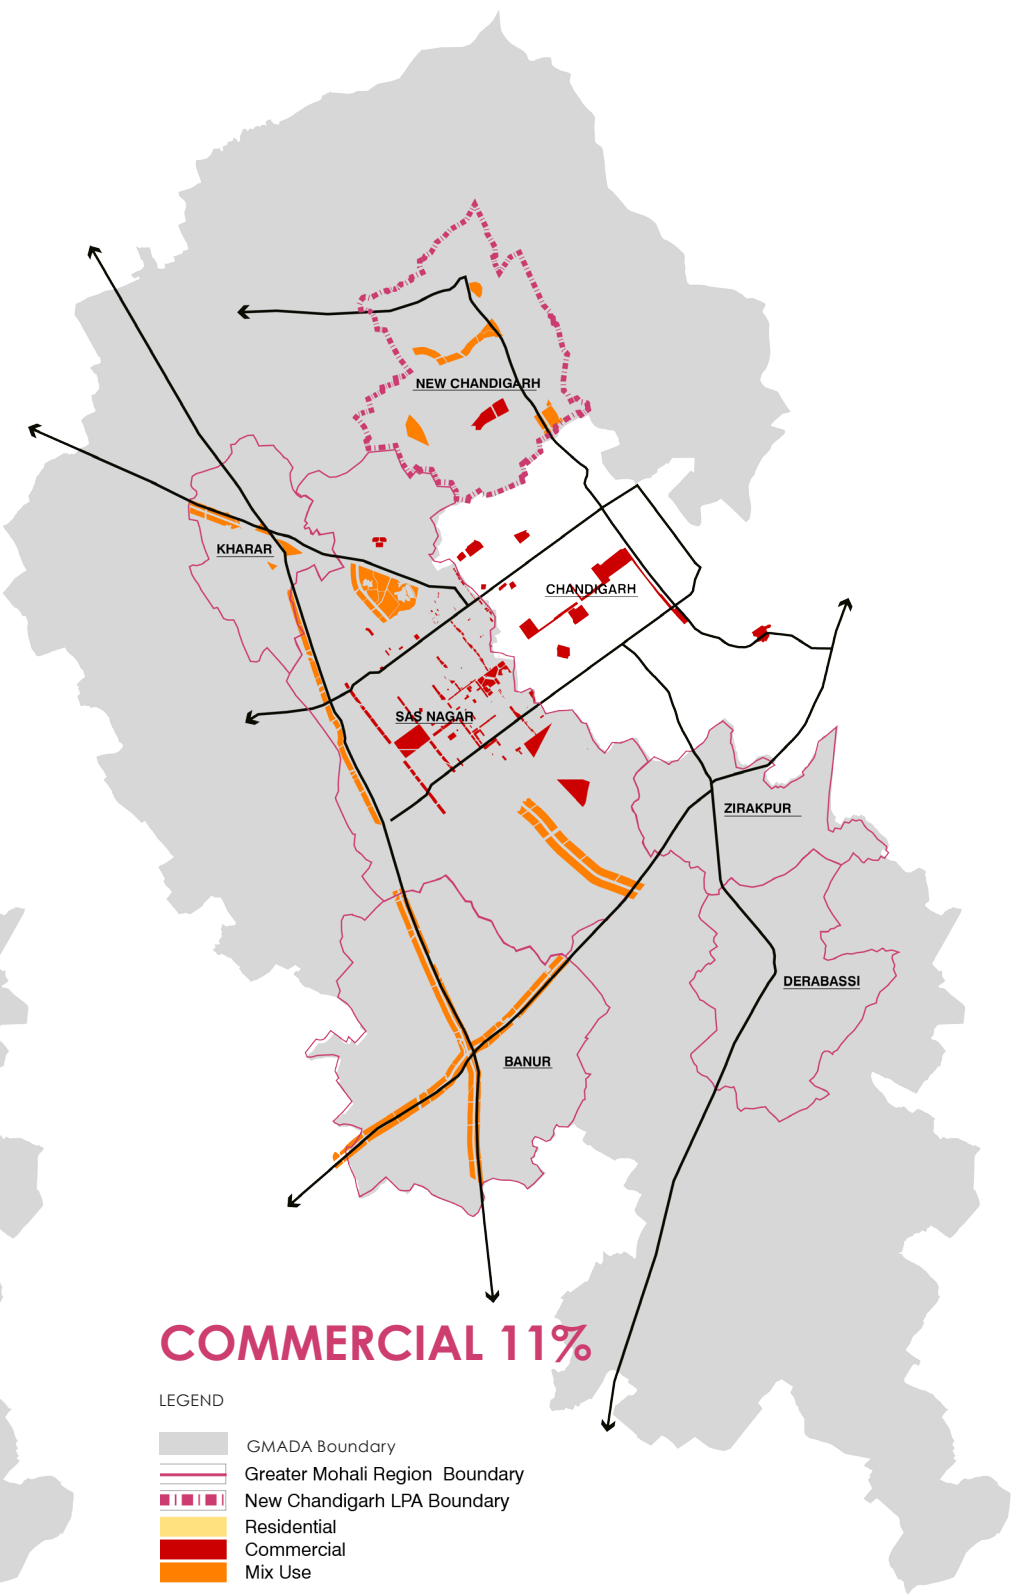 NEW CHANDIGARH
KHARAR
CHANDIGARH
SAS NAGAR
ZIRAKPUR
DERABASSI
BANUR
COMMERCIAL 11%
LEGEND
GMADA Boundary
Greater Mohali Region Boundary
New Chandigarh LPA Boundary
Residential
Commercial
Mix Use